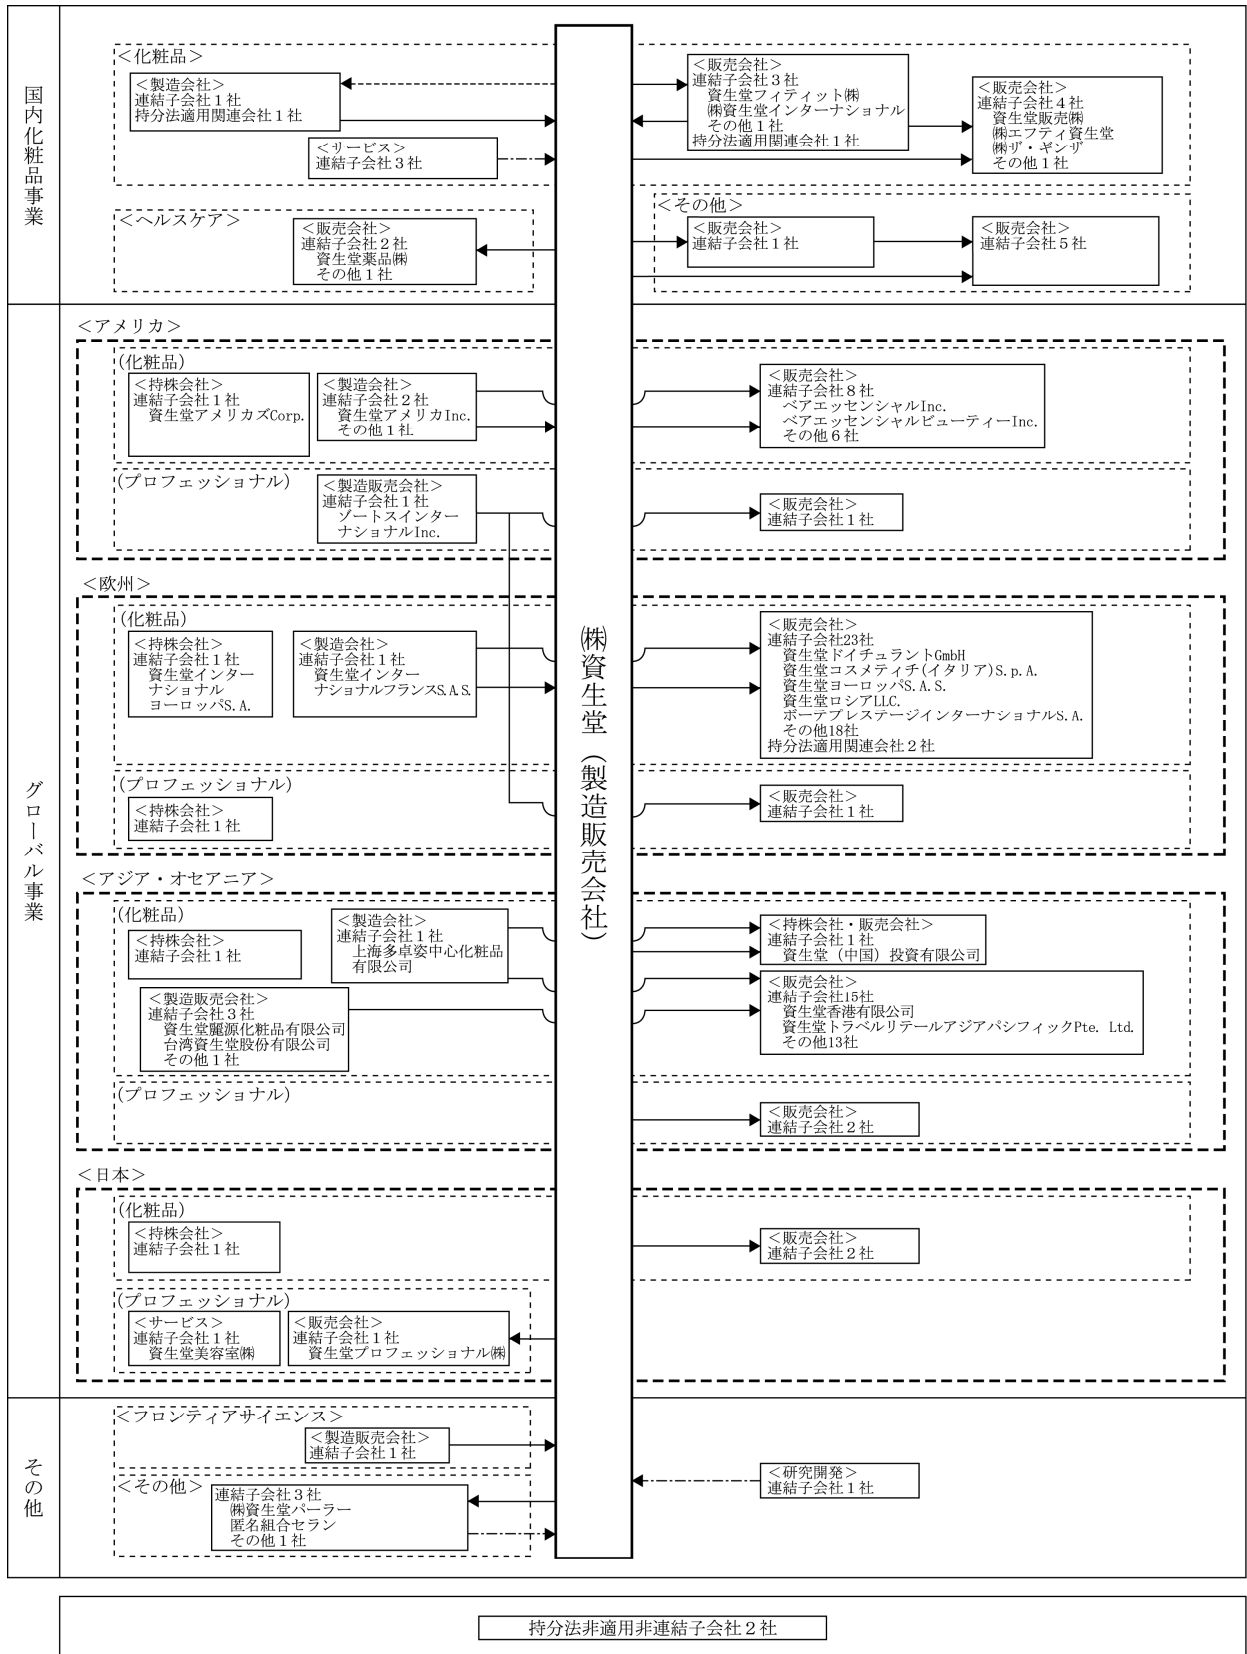 国内化粧品事業
＜化粧品＞
＜製造会社＞
連結子会社１社
持分法適用関連会社１社
＜サービス＞
連結子会社３社
＜販売会社＞
連結子会社３社
資生堂フィティット㈱
㈱資生堂インターナショナル
その他１社
持分法適用関連会社１社
＜販売会社＞
連結子会社４社
資生堂販売㈱
㈱エフティ資生堂
㈱ザ・ギンザ
その他１社
＜ヘルスケア＞
＜販売会社＞
連結子会社２社
資生堂薬品㈱
その他１社
＜その他＞
＜販売会社＞
連結子会社１社
＜販売会社＞
連結子会社５社
㈱資生堂（製造販売会社）
グローバル事業
＜アメリカ＞
(化粧品)
＜持株会社＞
連結子会社１社
資生堂アメリカズCorp.
＜製造会社＞
連結子会社２社
資生堂アメリカInc.
その他１社
＜販売会社＞
連結子会社８社
ベアエッセンシャルInc.
ベアエッセンシャルビューティーInc.
その他６社
(プロフェッショナル)
＜製造販売会社＞
連結子会社１社
ゾートスインター
ナショナルInc.
＜販売会社＞
連結子会社１社
＜欧州＞
(化粧品)
＜持株会社＞
連結子会社１社
資生堂インター
ナショナル
ヨーロッパS.A.
＜製造会社＞
連結子会社１社
資生堂インター
ナショナルフランスS.A.S.
＜販売会社＞
連結子会社23社
資生堂ドイチュラントGmbH
資生堂コスメティチ(イタリア)S.p.A.
資生堂ヨーロッパS.A.S.
資生堂ロシアLLC.
ボーテプレステージインターナショナルS.A.
その他18社
持分法適用関連会社２社
(プロフェッショナル)
＜持株会社＞
連結子会社１社
＜販売会社＞
連結子会社１社
＜アジア・オセアニア＞
(化粧品)
＜持株会社＞
連結子会社１社
＜製造会社＞
連結子会社１社
上海多卓姿中心化粧品
有限公司
＜製造販売会社＞
連結子会社３社
資生堂麗源化粧品有限公司
台湾資生堂股份有限公司
その他１社
＜持株会社・販売会社＞
連結子会社１社
資生堂（中国）投資有限公司
＜販売会社＞
連結子会社15社
資生堂香港有限公司
資生堂トラベルリテールアジアパシフィックPte. Ltd.
その他13社
(プロフェッショナル)
＜販売会社＞
連結子会社２社
＜日本＞
(化粧品)
＜持株会社＞
連結子会社１社
＜販売会社＞
連結子会社２社
(プロフェッショナル)
＜サービス＞
連結子会社１社
資生堂美容室㈱
＜販売会社＞
連結子会社１社
資生堂プロフェッショナル㈱
その他
＜フロンティアサイエンス＞
＜製造販売会社＞
連結子会社１社
＜その他＞
連結子会社３社
㈱資生堂パーラー
匿名組合セラン
その他１社
＜研究開発＞
連結子会社１社
持分法非適用非連結子会社２社